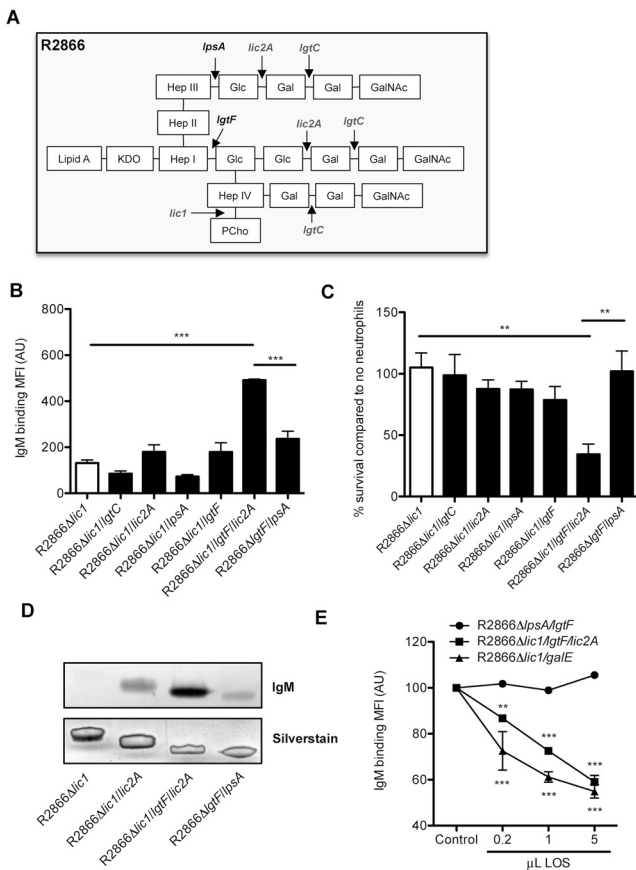 A
R2866
lpsA lic2A lgtC
Hep III Glc Gal Gal GalNAc
Hep II
lgtF lic2A lgtC
Lipid A KDO Hep I Glc Glc Gal Gal GalNAc
Hep IV Gal Gal GalNAc
lic1
PCho
lgtC
B
IgM binding MFI (AU)
800
600
400
200
0
***
***
R2866Δlic1
R2866Δlic1/lgtC
R2866Δlic1/lic2A
R2866Δlic1/lpsA
R2866Δlic1/lgtF
R2866Δlic1/lgtF/lic2A
R2866ΔlgtF/lpsA
C
% survival compared to no neutrophils
150
100
50
0
**
**
R2866Δlic1
R2866Δlic1/lgtC
R2866Δlic1/lic2A
R2866Δlic1/lpsA
R2866Δlic1/lgtF
R2866Δlic1/lgtF/lic2A
R2866ΔlgtF/lpsA
D
IgM
Silverstain
R2866Δlic1
R2866Δlic1/lic2A
R2866Δlic1/lgtF/lic2A
R2866ΔlgtF/lpsA
E
R2866ΔlpsA/lgtF
R2866Δlic1/lgtF/lic2A
R2866Δlic1/galE
IgM binding MFI (AU)
120
100
80
60
40
**
***
***
***
***
***
Control 0.2 1 5
µL LOS